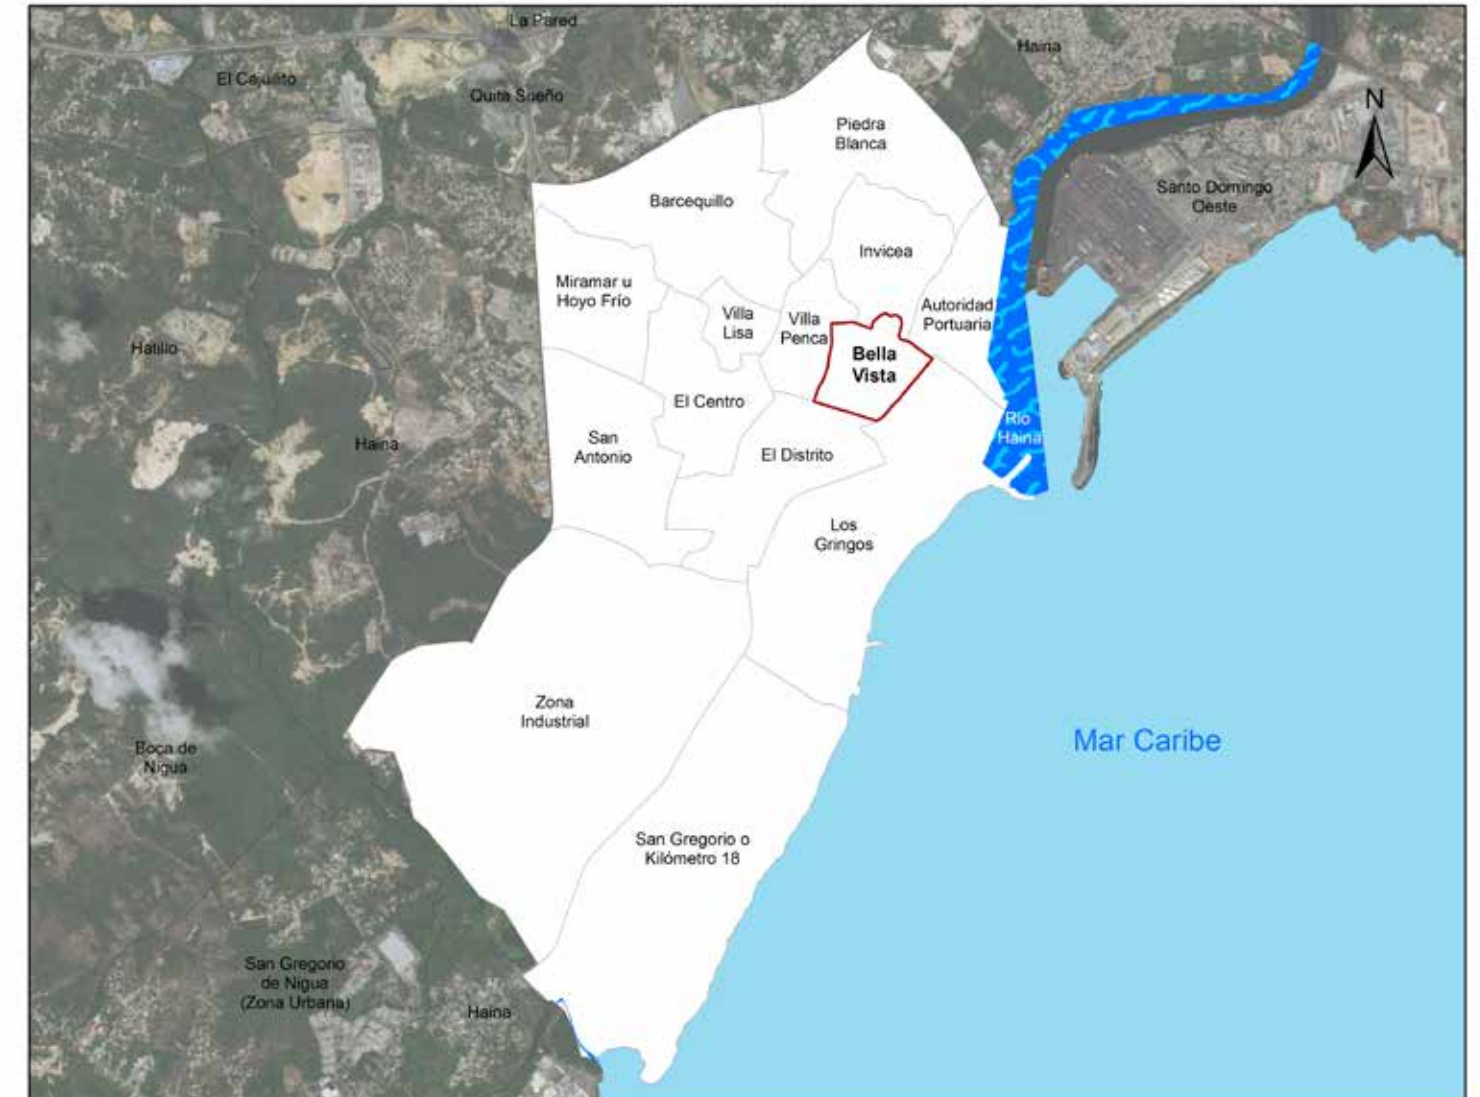 La Pared
Haina
El Cajuilito
Quita Sueño
N
Piedra
Blanca
Santo Domingo
Oeste
Barcequillo
Invicea
Miramar u
Hoyo Frío
Autoridad
Portuaria
Villa
Lisa
Villa
Penca
Hatillo
Bella
Vista
El Centro
Río
Haina
Haina
San
Antonio
El Distrito
Los
Gringos
Zona
Industrial
Mar Caribe
Boca de
Nigua
San Gregorio o
Kilómetro 18
San Gregorio
de Nigua
(Zona Urbana)
Haina